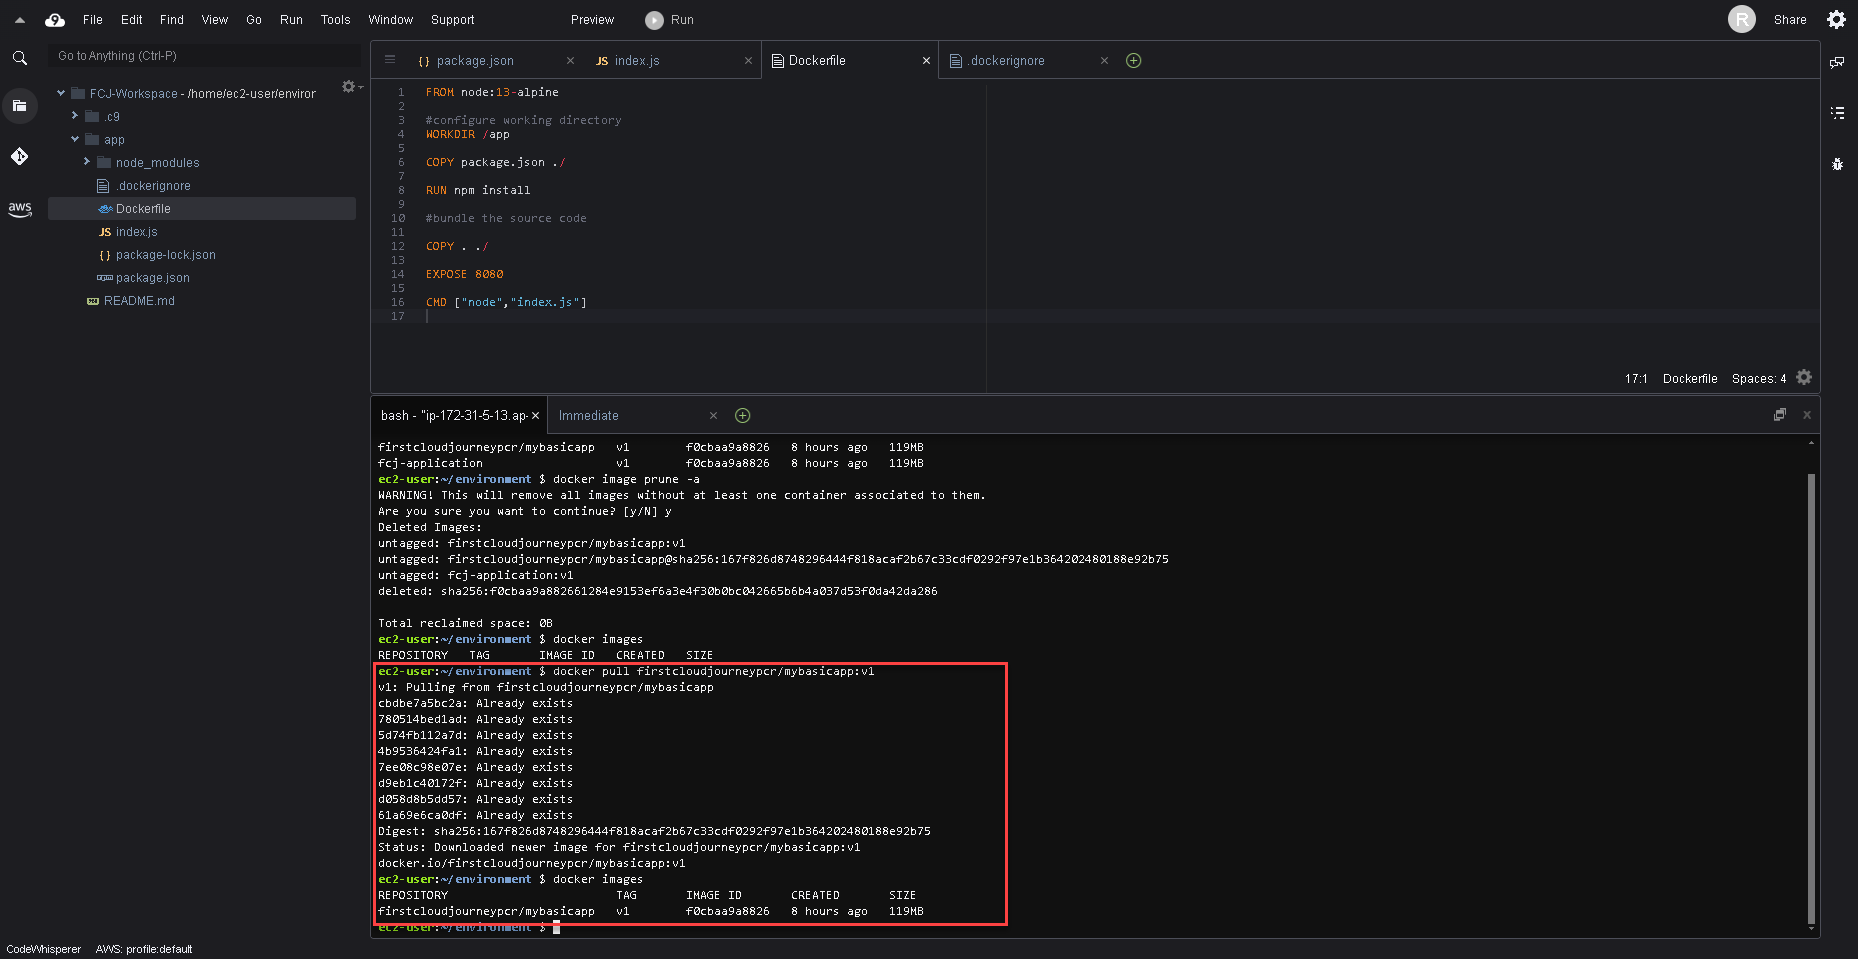 File Edit Find View Go Run Tools Window Support Preview Run R Share
Go to Anything (Ctrl-P)
FCJ-Workspace - /home/ec2-user/enviror
.c9
app
node_modules
.dockerignore
Dockerfile
JS index.js
{ } package-lock.json
package.json
README.md
aws
{ } package.json
JS index.js
Dockerfile
.dockerignore
1 FROM node:13-alpine
2
3 #configure working directory
4 WORKDIR /app
5
6 COPY package.json ./
7
8 RUN npm install
9
10 #bundle the source code
11
12 COPY . ./
13
14 EXPOSE 8080
15
16 CMD ["node","index.js"]
17
17:1 Dockerfile Spaces: 4
bash - "ip-172-31-5-13.ap-
Immediate
firstcloudjourneypcr/mybasicapp v1 f0cbaa9a8826 8 hours ago 119MB
fcj-application v1 f0cbaa9a8826 8 hours ago 119MB
ec2-user:~/environment $ docker image prune -a
WARNING! This will remove all images without at least one container associated to them.
Are you sure you want to continue? [y/N] y
Deleted Images:
untagged: firstcloudjourneypcr/mybasicapp:v1
untagged: firstcloudjourneypcr/mybasicapp@sha256:167f826d8748296444f818acaf2b67c33cdf0292f97e1b364202480188e92b75
untagged: fcj-application:v1
deleted: sha256:f0cbaa9a882661284e9153ef6a3e4f30b0bc042665b6b4a037d53f0da42da286
Total reclaimed space: 0B
ec2-user:~/environment $ docker images
REPOSITORY TAG IMAGE ID CREATED SIZE
ec2-user:~/environment $ docker pull firstcloudjourneypcr/mybasicapp:v1
v1: Pulling from firstcloudjourneypcr/mybasicapp
cbdbe7a5bc2a: Already exists
780514bed1ad: Already exists
5d74fb112a7d: Already exists
4b9536424fa1: Already exists
7ee08c98e07e: Already exists
d9eb1c40172f: Already exists
d058d8b5dd57: Already exists
61a69e6ca0df: Already exists
Digest: sha256:167f826d8748296444f818acaf2b67c33cdf0292f97e1b364202480188e92b75
Status: Downloaded newer image for firstcloudjourneypcr/mybasicapp:v1
docker.io/firstcloudjourneypcr/mybasicapp:v1
ec2-user:~/environment $ docker images
REPOSITORY TAG IMAGE ID CREATED SIZE
firstcloudjourneypcr/mybasicapp v1 f0cbaa9a8826 8 hours ago 119MB
ec2-user:~/environment $
CodeWhisperer AWS: profile:default